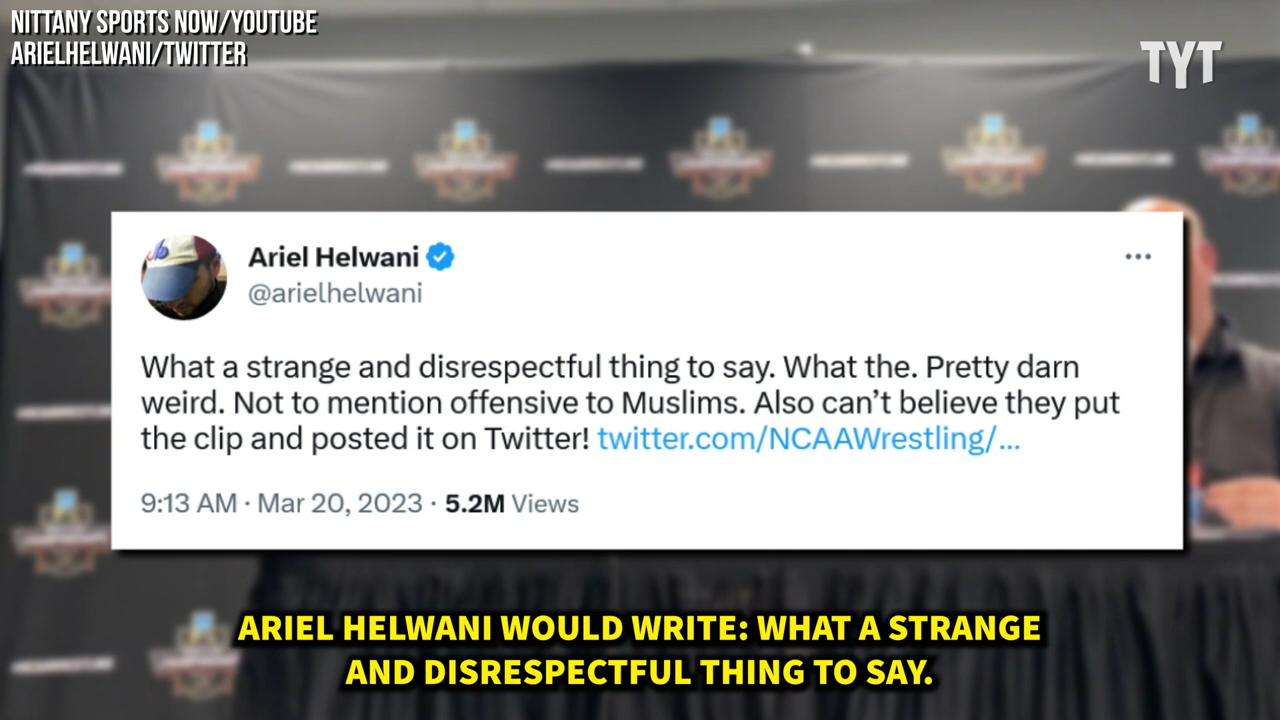 NITTANY SPORTS NOW/YOUTUBE
ARIELHELWANI/TWITTER
TYT
Ariel Helwani
@arielhelwani
What a strange and disrespectful thing to say. What the. Pretty darn
weird. Not to mention offensive to Muslims. Also can’t believe they put
the clip and posted it on Twitter! twitter.com/NCAAWrestling/...
9:13 AM · Mar 20, 2023 · 5.2M Views
ARIEL HELWANI WOULD WRITE: WHAT A STRANGE
AND DISRESPECTFUL THING TO SAY.